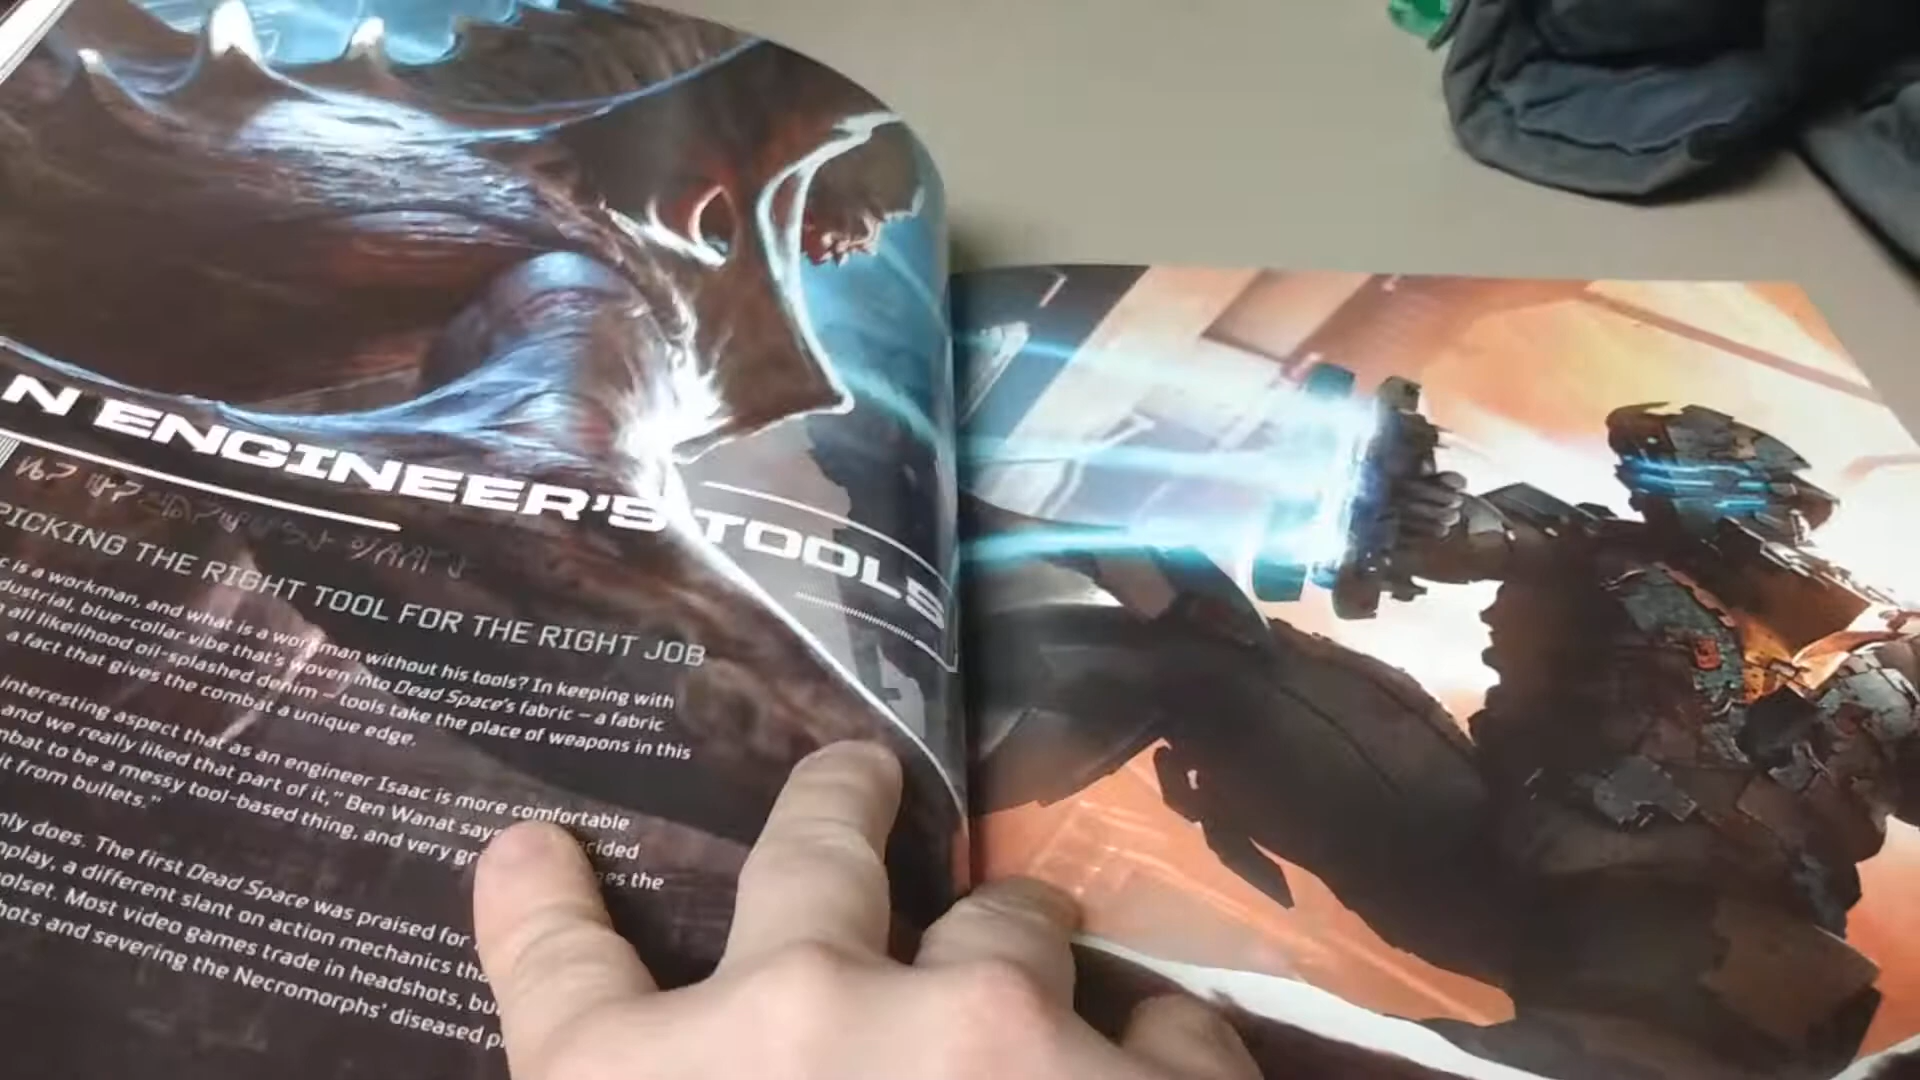 N ENGINEER'S TOOLS
PICKING THE RIGHT TOOL FOR THE RIGHT JOB
c is a workman, and what is a workman without his tools? In keeping with
dustrial, blue-collar vibe that's woven into Dead Space's fabric – a fabric
all likelihood oil-splashed denim – tools take the place of weapons in this
a fact that gives the combat a unique edge.
interesting aspect that as an engineer Isaac is more comfortable
and we really liked that part of it," Ben Wanat says cided
mbat to be a messy tool-based thing, and very gr ges the
it from bullets."
nly does. The first Dead Space was praised for
nplay, a different slant on action mechanics tha
olset. Most video games trade in headshots, bu
hots and severing the Necromorphs' diseased p